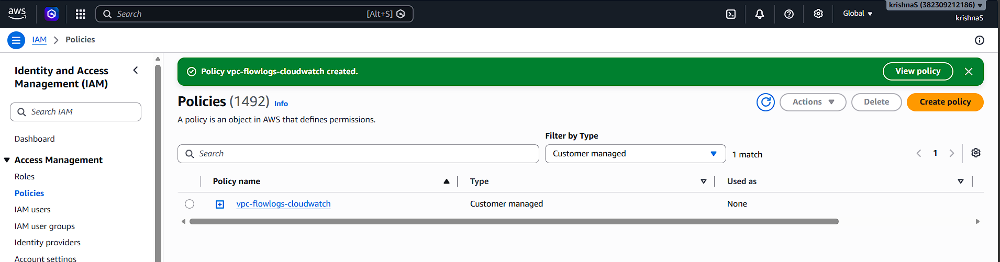 aws
Search
[Alt+S]
Global
krishnaS (382309212186)
krishnaS
IAM
Policies
Identity and Access
Management (IAM)
Search IAM
Dashboard
Access Management
Roles
Policies
IAM users
IAM user groups
Identity providers
Account settings
Policy vpc-flowlogs-cloudwatch created.
View policy
Policies (1492) Info
Actions
Delete
Create policy
A policy is an object in AWS that defines permissions.
Filter by Type
Search
Customer managed
1 match
1
Policy name
Type
Used as
vpc-flowlogs-cloudwatch
Customer managed
None